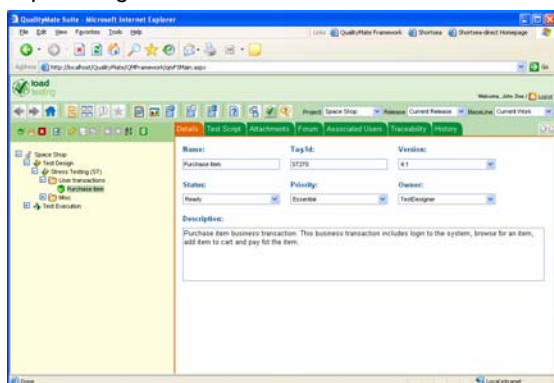 QualityMate Suite - Microsoft Internet Explorer
File Edit View Favorites Tools Help
Links QualityMate Framework Shortsea Shortsea-direct Homepage
Address http://localhost/QualityMate/QMFramework/qmFSMain.aspx Go
load
testing
Welcome, John Doe | Logout
Project Space Shop Release Current Release BaseLine Current Work
Details Test Script Attachments Forum Associated Users Traceability History
Space Shop
Test Design
Stress Testing (ST)
User transactions
Purchase item
Misc
Test Execution
Name: Tag Id: Version:
Purchase item ST270 4.1
Status: Priority: Owner:
Ready Essential TestDesigner
Description:
Purchase item business transaction. This business transaction includes login to the system, browse for an item,
add item to cart and pay fot the item.
Done Local intranet